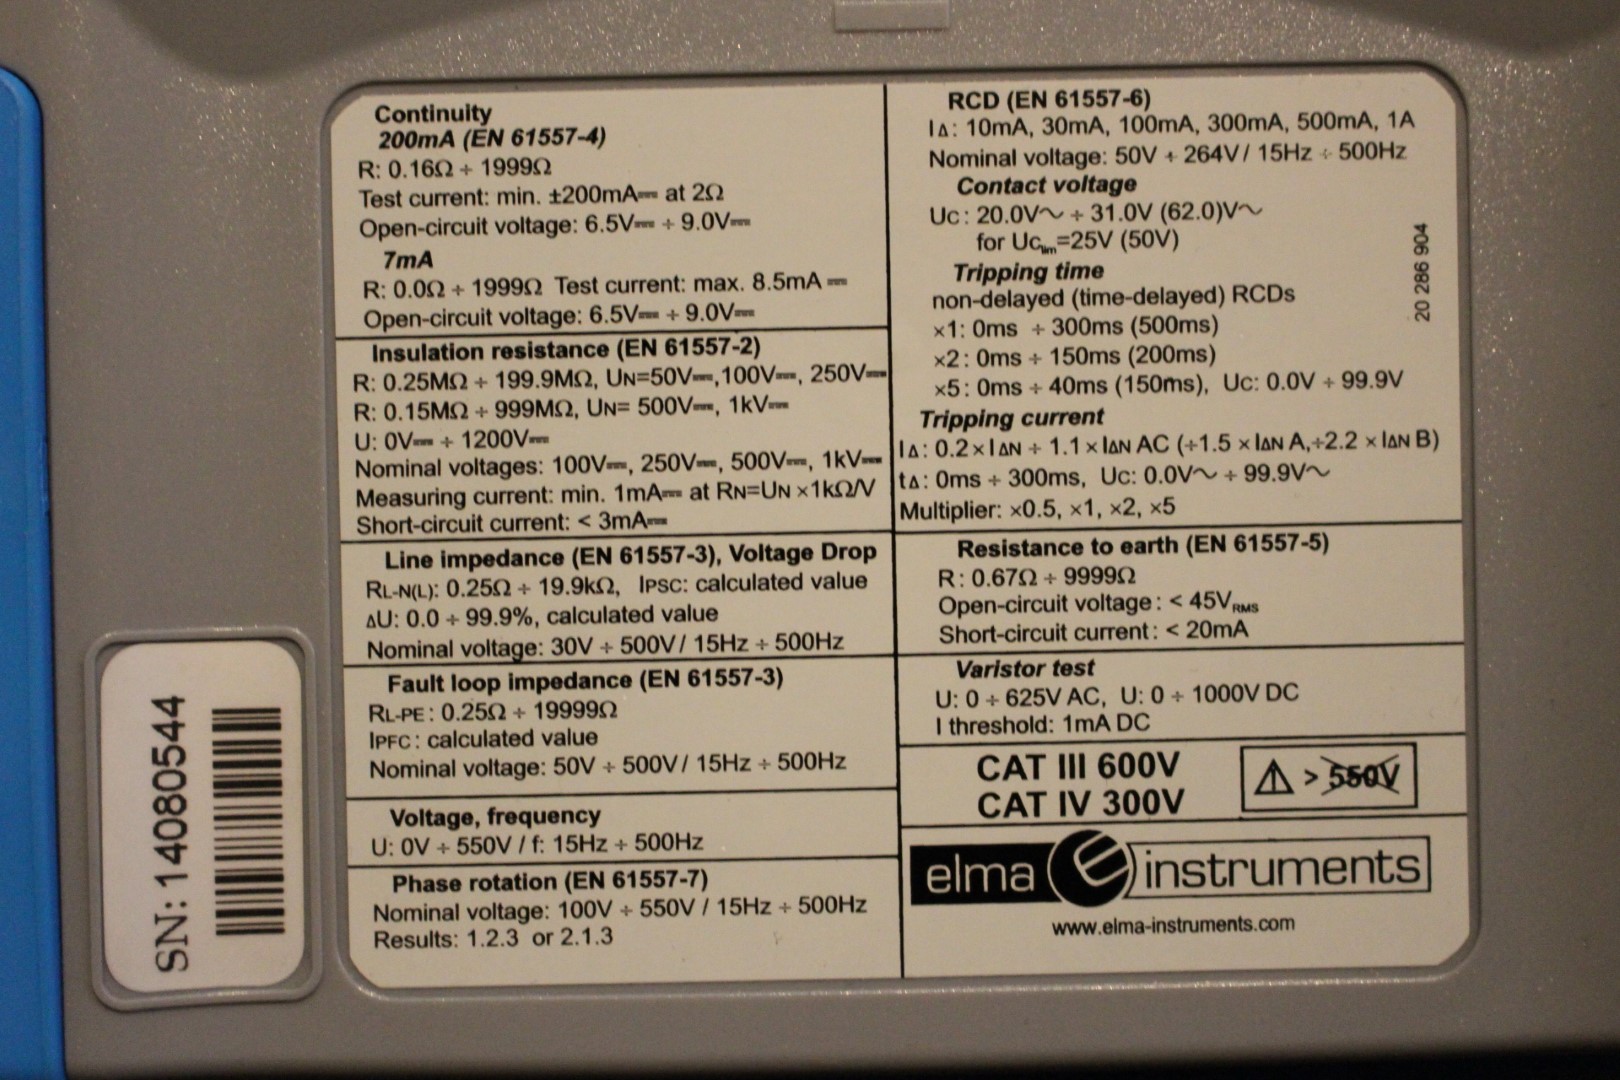 Continuity
200mA (EN 61557-4)
R: 0.16Ω ÷ 1999Ω
Test current: min. ±200mA⎓ at 2Ω
Open-circuit voltage: 6.5V⎓ ÷ 9.0V⎓
7mA
R: 0.0Ω ÷ 1999Ω Test current: max. 8.5mA ⎓
Open-circuit voltage: 6.5V⎓ ÷ 9.0V⎓
Insulation resistance (EN 61557-2)
R: 0.25MΩ ÷ 199.9MΩ, UN=50V⎓,100V⎓, 250V⎓
R: 0.15MΩ ÷ 999MΩ, UN= 500V⎓, 1kV⎓
U: 0V⎓ ÷ 1200V⎓
Nominal voltages: 100V⎓, 250V⎓, 500V⎓, 1kV⎓
Measuring current: min. 1mA⎓ at RN=UN ×1kΩ/V
Short-circuit current: < 3mA⎓
Line impedance (EN 61557-3), Voltage Drop
RL-N(L): 0.25Ω ÷ 19.9kΩ, IPSC: calculated value
ΔU: 0.0 ÷ 99.9%, calculated value
Nominal voltage: 30V ÷ 500V / 15Hz ÷ 500Hz
Fault loop impedance (EN 61557-3)
RL-PE : 0.25Ω ÷ 19999Ω
IPFC : calculated value
Nominal voltage: 50V ÷ 500V / 15Hz ÷ 500Hz
Voltage, frequency
U: 0V ÷ 550V / f: 15Hz ÷ 500Hz
Phase rotation (EN 61557-7)
Nominal voltage: 100V ÷ 550V / 15Hz ÷ 500Hz
Results: 1.2.3 or 2.1.3
RCD (EN 61557-6)
IΔ: 10mA, 30mA, 100mA, 300mA, 500mA, 1A
Nominal voltage: 50V ÷ 264V / 15Hz ÷ 500Hz
Contact voltage
Uc : 20.0V∿ ÷ 31.0V (62.0)V∿
for Uclim=25V (50V)
Tripping time
non-delayed (time-delayed) RCDs
×1: 0ms ÷ 300ms (500ms)
×2: 0ms ÷ 150ms (200ms)
×5: 0ms ÷ 40ms (150ms), Uc: 0.0V ÷ 99.9V
Tripping current
IΔ: 0.2×IΔN ÷ 1.1×IΔN AC (÷1.5 ×IΔN A,÷2.2 ×IΔN B)
tΔ: 0ms ÷ 300ms, Uc: 0.0V∿ ÷ 99.9V∿
Multiplier: ×0.5, ×1, ×2, ×5
20 286 904
Resistance to earth (EN 61557-5)
R: 0.67Ω ÷ 9999Ω
Open-circuit voltage : < 45VRMS
Short-circuit current : < 20mA
Varistor test
U: 0 ÷ 625V AC, U: 0 ÷ 1000V DC
I threshold: 1mA DC
CAT III 600V
CAT IV 300V
⚠ > 550V
elma instruments
www.elma-instruments.com
SN: 14080544